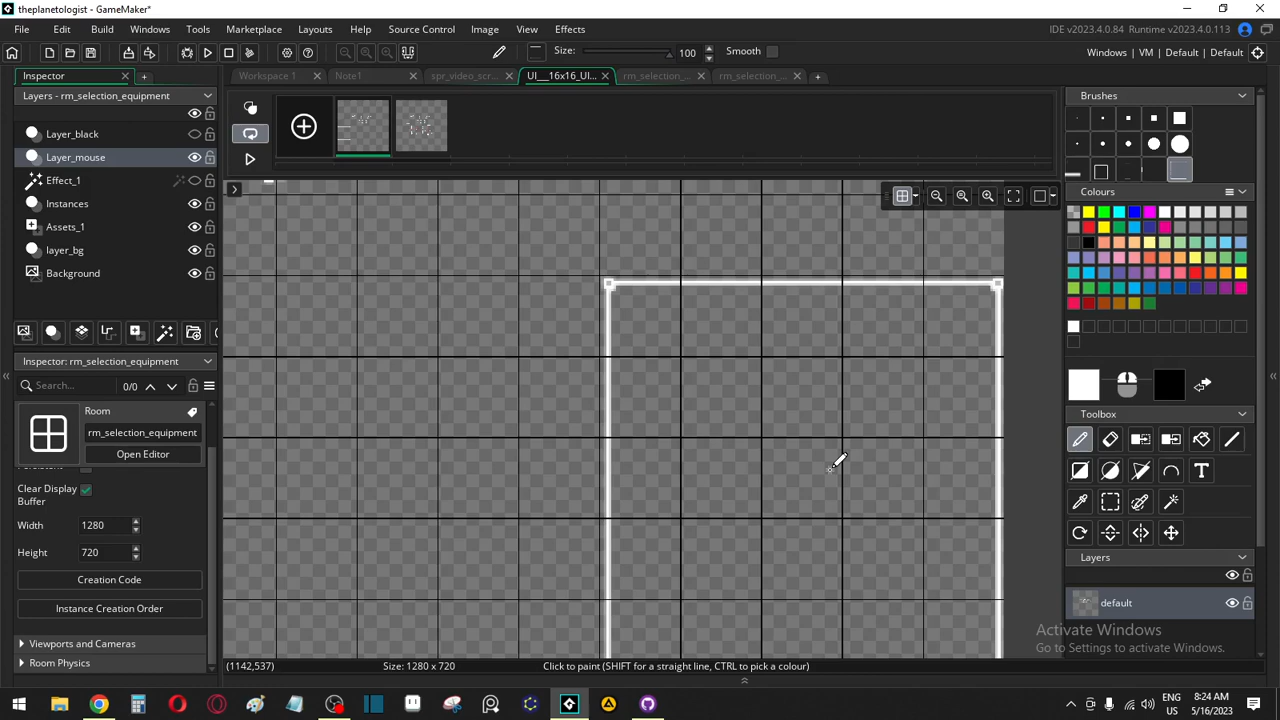 theplanetologist - GameMaker*
File Edit Build Windows Tools Marketplace Layouts Help Source Control Image View Effects
IDE v2023.4.0.84 Runtime v2023.4.0.113
Size: 100 Smooth
Windows | VM | Default | Default
Inspector
Workspace 1 Note1 spr_video_scr... UI___16x16_UI... rm_selection_... rm_selection_...
Layers - rm_selection_equipment
Layer_black
Layer_mouse
Effect_1
Instances
Assets_1
layer_bg
Background
Inspector: rm_selection_equipment
Search... 0/0
Room
rm_selection_equipment
Open Editor
Clear Display
Buffer
Width 1280
Height 720
Creation Code
Instance Creation Order
Viewports and Cameras
Room Physics
Brushes
Colours
Toolbox
Layers
default
Activate Windows
Go to Settings to activate Windows.
(1142,537) Size: 1280 x 720 Click to paint (SHIFT for a straight line, CTRL to pick a colour)
ENG
US
8:24 AM
5/16/2023